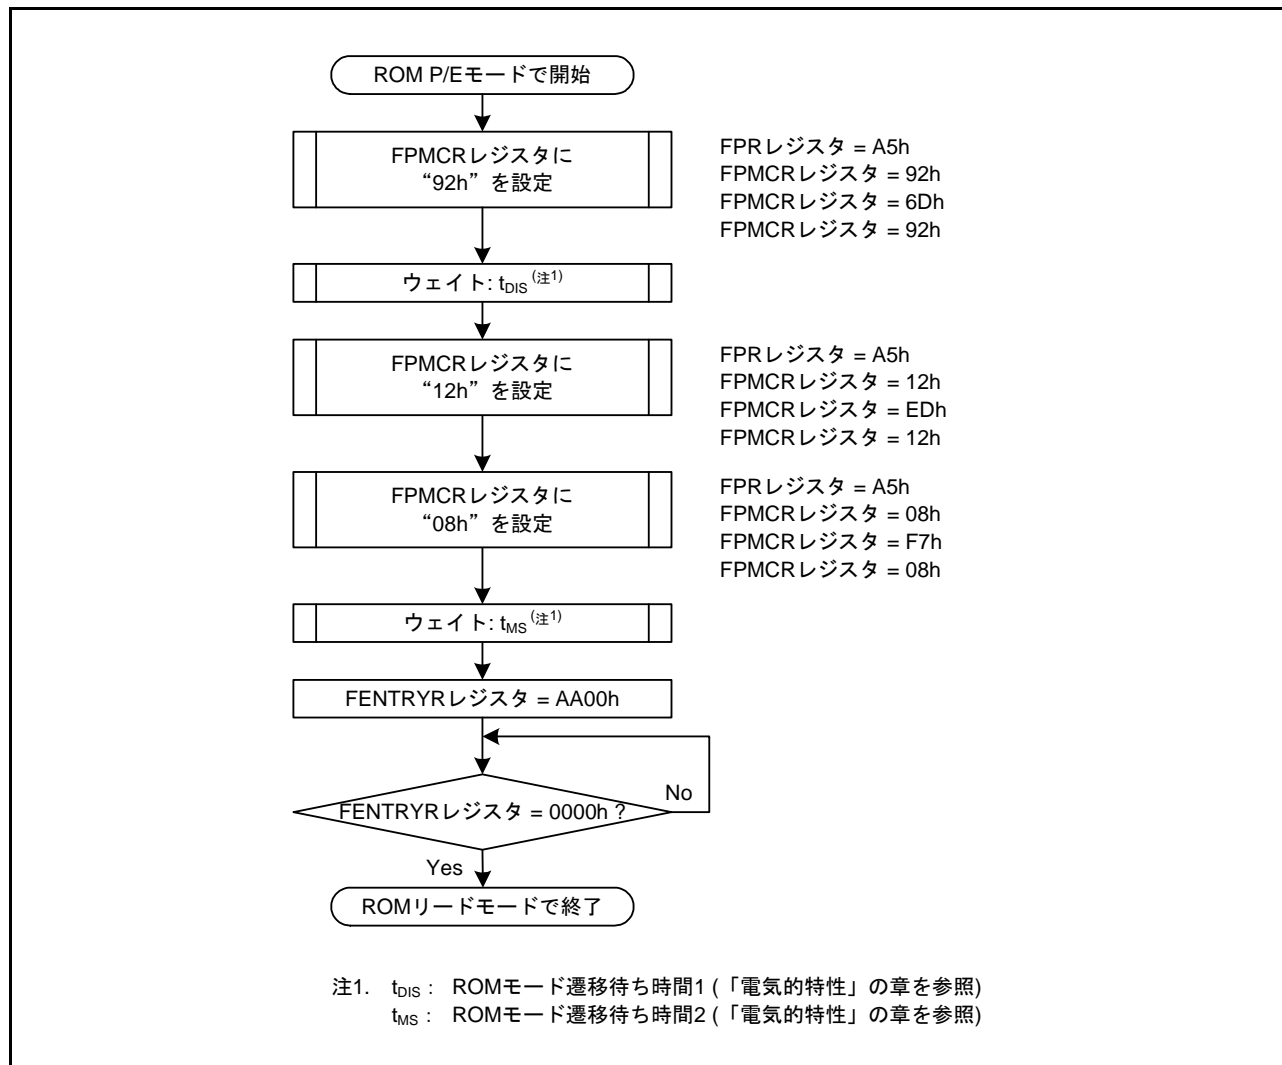 ROM P/Eモードで開始
FPMCRレジスタに
“92h” を設定
FPRレジスタ = A5h
FPMCRレジスタ = 92h
FPMCRレジスタ = 6Dh
FPMCRレジスタ = 92h
ウェイト: tDIS (注1)
FPMCRレジスタに
“12h” を設定
FPRレジスタ = A5h
FPMCRレジスタ = 12h
FPMCRレジスタ = EDh
FPMCRレジスタ = 12h
FPMCRレジスタに
“08h” を設定
FPRレジスタ = A5h
FPMCRレジスタ = 08h
FPMCRレジスタ = F7h
FPMCRレジスタ = 08h
ウェイト: tMS (注1)
FENTRYRレジスタ = AA00h
FENTRYRレジスタ = 0000h ?
No
Yes
ROMリードモードで終了
注1. tDIS : ROMモード遷移待ち時間1 (「電気的特性」の章を参照)
tMS : ROMモード遷移待ち時間2 (「電気的特性」の章を参照)